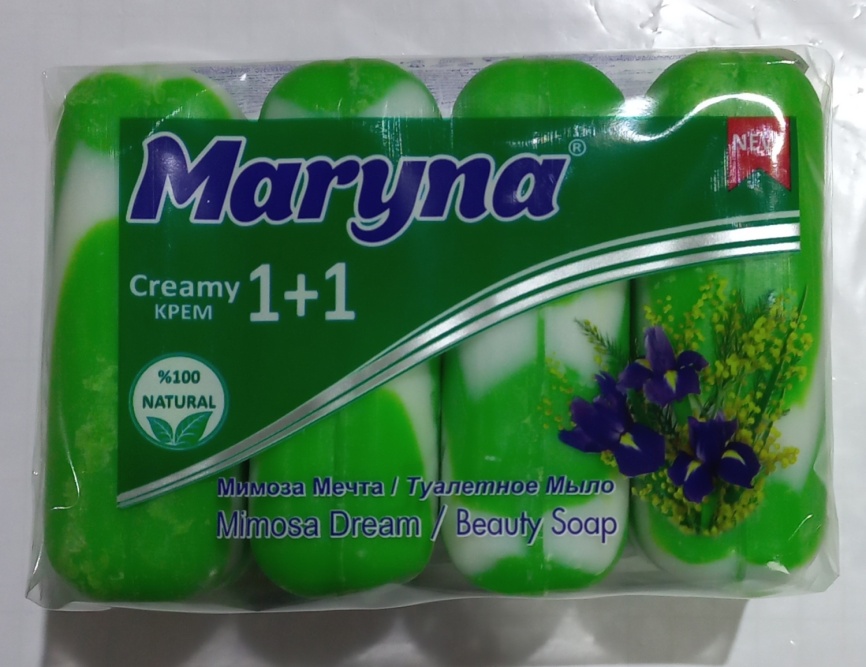 Maryna®
NEW
Creamy 1+1
КРЕМ
%100
NATURAL
Мимоза Мечта / Туалетное Мыло
Mimosa Dream / Beauty Soap